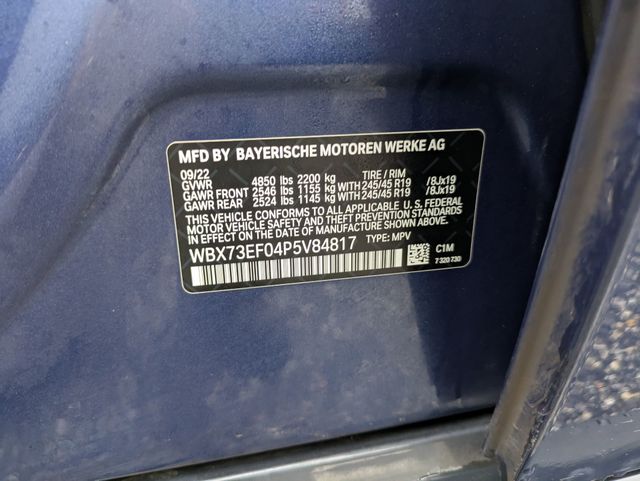 MFD BY BAYERISCHE MOTOREN WERKE AG
09/22 TIRE / RIM
GVWR 4850 lbs 2200 kg
GAWR FRONT 2546 lbs 1155 kg WITH 245/45 R19 /8Jx19
GAWR REAR 2524 lbs 1145 kg WITH 245/45 R19 /8Jx19
THIS VEHICLE CONFORMS TO ALL APPLICABLE U. S. FEDERAL
MOTOR VEHICLE SAFETY AND THEFT PREVENTION STANDARDS
IN EFFECT ON THE DATE OF MANUFACTURE SHOWN ABOVE.
WBX73EF04P5V84817 TYPE: MPV
C1M
7 320 730